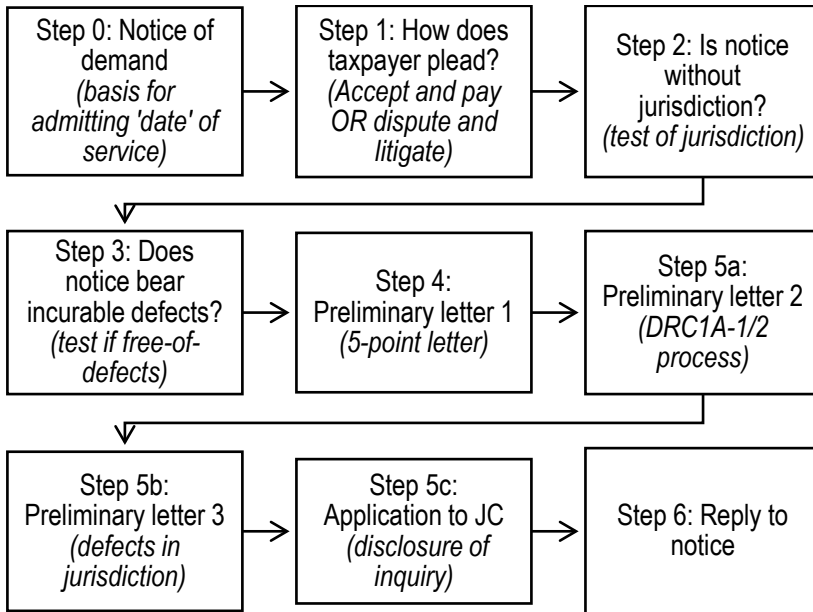 Step 0: Notice of
demand
(basis for
admitting 'date' of
service)
Step 1: How does
taxpayer plead?
(Accept and pay
OR dispute and
litigate)
Step 2: Is notice
without
jurisdiction?
(test of jurisdiction)
Step 3: Does
notice bear
incurable defects?
(test if free-of-
defects)
Step 4:
Preliminary letter 1
(5-point letter)
Step 5a:
Preliminary letter 2
(DRC1A-1/2
process)
Step 5b:
Preliminary letter 3
(defects in
jurisdiction)
Step 5c:
Application to JC
(disclosure of
inquiry)
Step 6: Reply to
notice